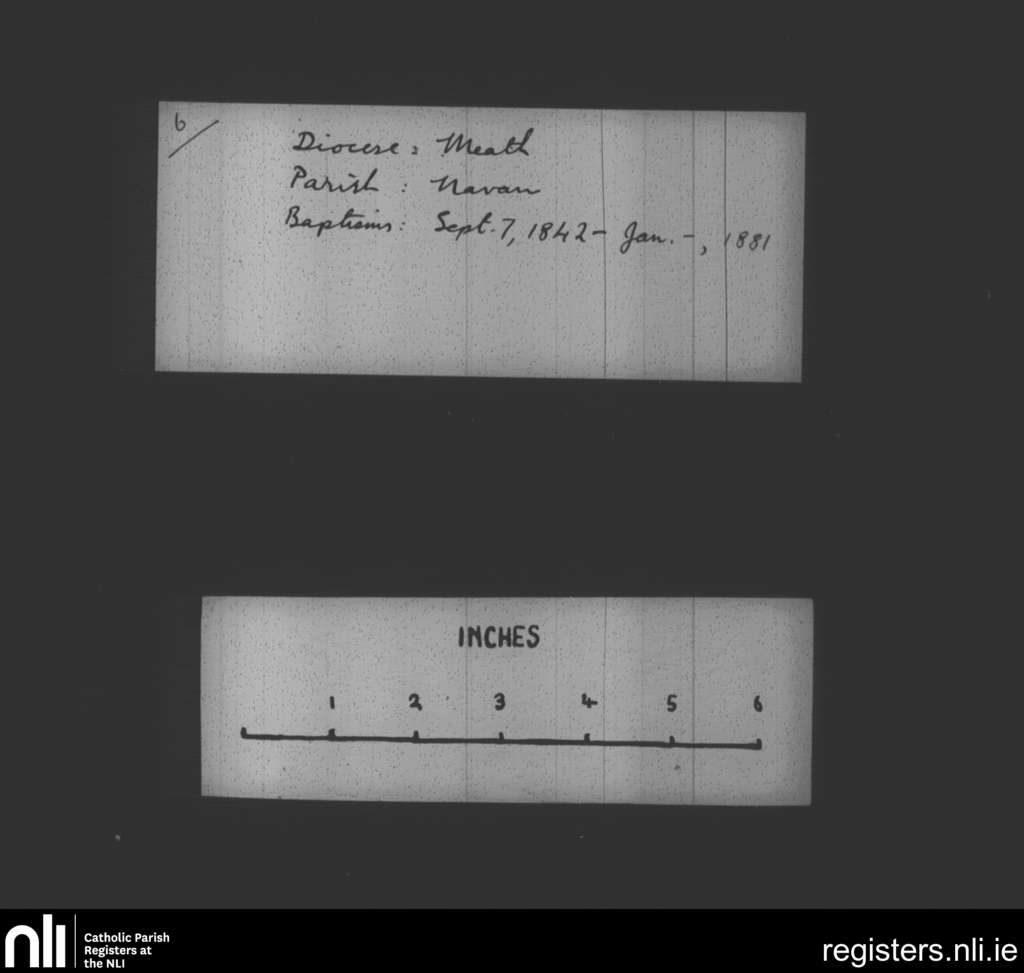 6/
Diocese : Meath
Parish : Navan
Baptisms : Sept. 7, 1842 – Jan. –, 1881
INCHES
1 2 3 4 5 6
nli
Catholic Parish
Registers at
the NLI
registers.nli.ie